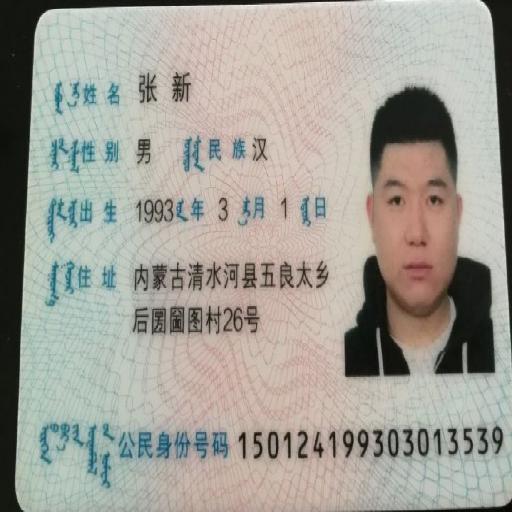 姓名 张新
性别 男 民族 汉
出生 1993 年 3 月 1 日
住址 内蒙古清水河县五良太乡
后圐圙图村26号
公民身份号码 150124199303013539